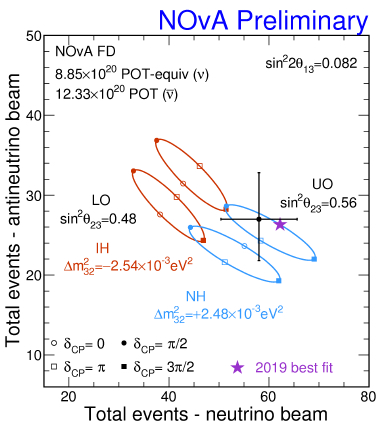 NOvA Preliminary
NOvA FD
8.85×10²⁰ POT-equiv (ν)
12.33×10²⁰ POT (ν̅)
sin²2θ₁₃=0.082
50
40
30
20
10
LO
sin²θ₂₃=0.48
UO
sin²θ₂₃=0.56
IH
Δm²₃₂=−2.54×10⁻³eV²
NH
Δm²₃₂=+2.48×10⁻³eV²
δCP= 0
δCP= π/2
δCP= π
δCP= 3π/2
2019 best fit
20
40
60
80
Total events - neutrino beam
Total events - antineutrino beam